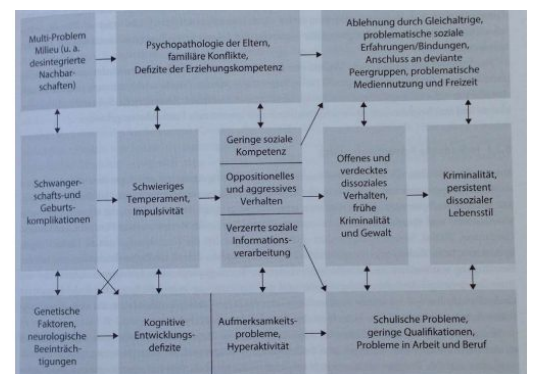 Multi-Problem
Milieu (u. a.
desintegrierte
Nachbar-
schaften)
Psychopathologie der Eltern,
familiäre Konflikte,
Defizite der Erziehungskompetenz
Ablehnung durch Gleichaltrige,
problematische soziale
Erfahrungen/Bindungen,
Anschluss an deviante
Peergruppen, problematische
Mediennutzung und Freizeit
Schwanger-
schafts-und
Geburts-
komplikationen
Schwieriges
Temperament,
Impulsivität
Geringe soziale
Kompetenz
Oppositionelles
und aggressives
Verhalten
Verzerrte soziale
Informations-
verarbeitung
Offenes und
verdecktes
dissoziales
Verhalten,
frühe
Kriminalität
und Gewalt
Kriminalität,
persistent
dissozialer
Lebensstil
Genetische
Faktoren,
neurologische
Beeinträch-
tigungen
Kognitive
Entwicklungs-
defizite
Aufmerksamkeits-
probleme,
Hyperaktivität
Schulische Probleme,
geringe Qualifikationen,
Probleme in Arbeit und Beruf